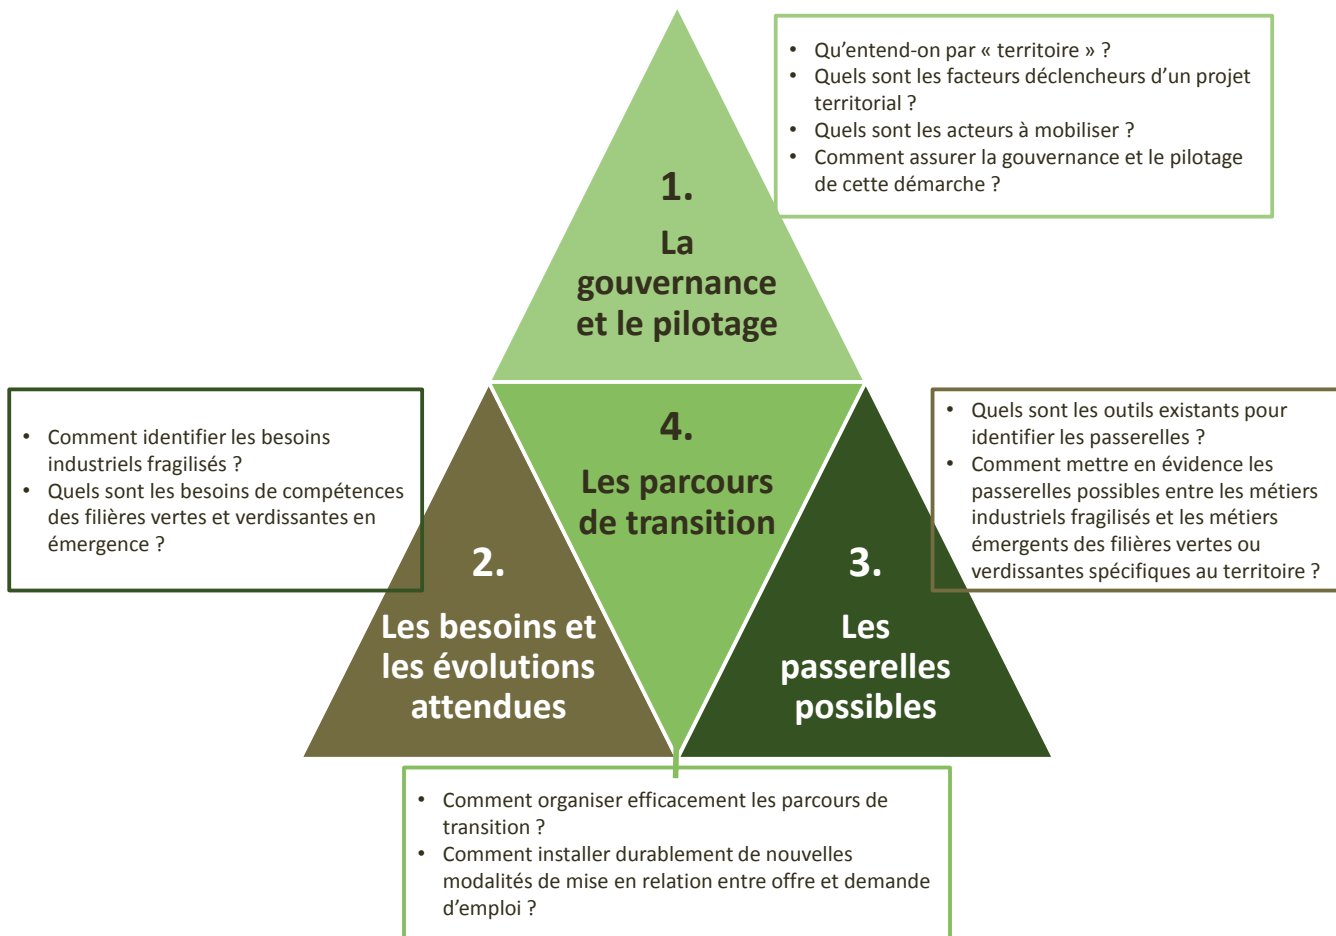 • Qu’entend-on par « territoire » ?
• Quels sont les facteurs déclencheurs d’un projet
territorial ?
• Quels sont les acteurs à mobiliser ?
• Comment assurer la gouvernance et le pilotage
de cette démarche ?
1.
La
gouvernance
et le pilotage
• Comment identifier les besoins
industriels fragilisés ?
• Quels sont les besoins de compétences
des filières vertes et verdissantes en
émergence ?
4.
Les parcours
de transition
• Quels sont les outils existants pour
identifier les passerelles ?
• Comment mettre en évidence les
passerelles possibles entre les métiers
industriels fragilisés et les métiers
émergents des filières vertes ou
verdissantes spécifiques au territoire ?
2.
Les besoins et
les évolutions
attendues
3.
Les
passerelles
possibles
• Comment organiser efficacement les parcours de
transition ?
• Comment installer durablement de nouvelles
modalités de mise en relation entre offre et demande
d’emploi ?